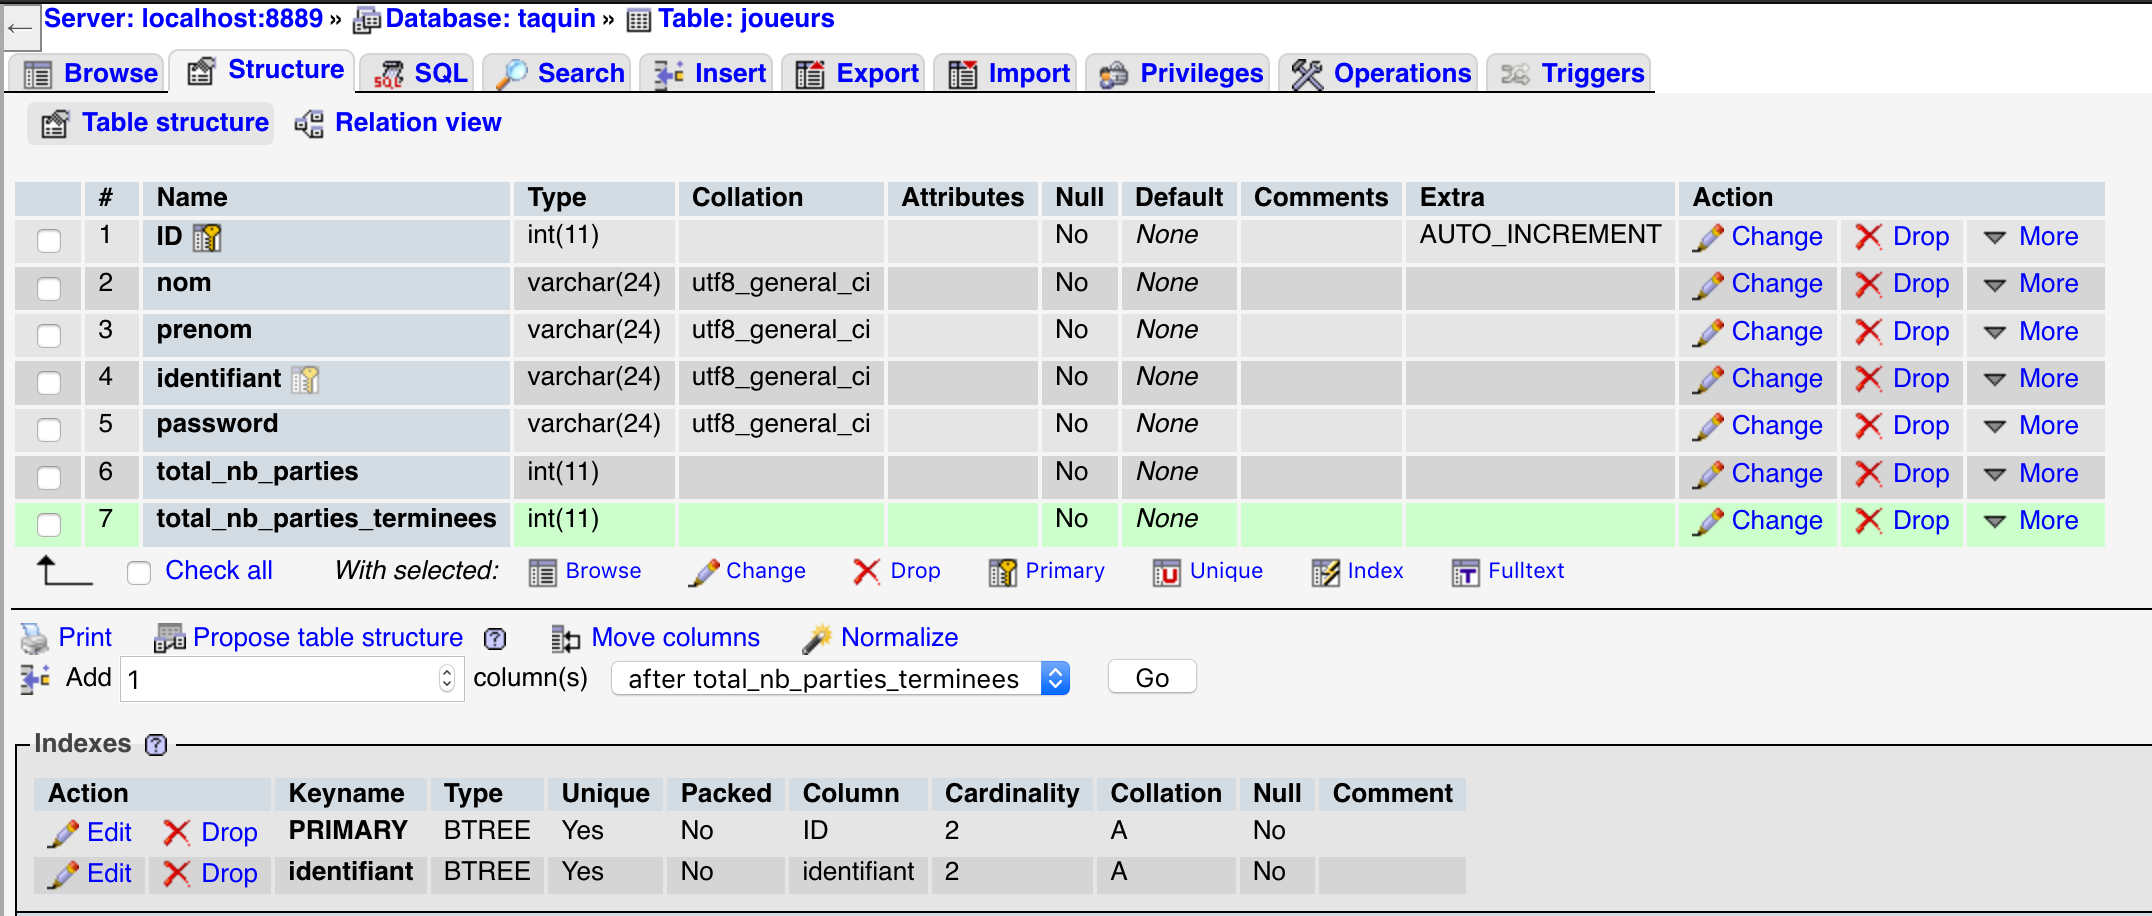 Server: localhost:8889 » Database: taquin » Table: joueurs
Browse Structure SQL Search Insert Export Import Privileges Operations Triggers
Table structure Relation view
# Name Type Collation Attributes Null Default Comments Extra Action
1 ID int(11) No None AUTO_INCREMENT Change Drop More
2 nom varchar(24) utf8_general_ci No None Change Drop More
3 prenom varchar(24) utf8_general_ci No None Change Drop More
4 identifiant varchar(24) utf8_general_ci No None Change Drop More
5 password varchar(24) utf8_general_ci No None Change Drop More
6 total_nb_parties int(11) No None Change Drop More
7 total_nb_parties_terminees int(11) No None Change Drop More
Check all With selected: Browse Change Drop Primary Unique Index Fulltext
Print Propose table structure Move columns Normalize
Add 1 column(s) after total_nb_parties_terminees Go
Indexes
Action Keyname Type Unique Packed Column Cardinality Collation Null Comment
Edit Drop PRIMARY BTREE Yes No ID 2 A No
Edit Drop identifiant BTREE Yes No identifiant 2 A No